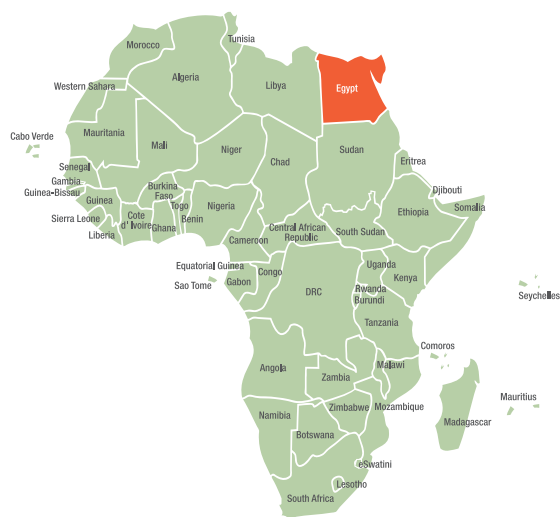 Morocco
Tunisia
Algeria
Libya
Egypt
Western Sahara
Mauritania
Mali
Niger
Chad
Sudan
Eritrea
Cabo Verde
Senegal
Gambia
Guinea-Bissau
Guinea
Sierra Leone
Liberia
Cote
d' Ivoire
Burkina
Faso
Ghana
Togo
Benin
Nigeria
Cameroon
Central African
Republic
South Sudan
Ethiopia
Djibouti
Somalia
Equatorial Guinea
Sao Tome
Gabon
Congo
DRC
Uganda
Kenya
Rwanda
Burundi
Tanzania
Seychelles
Comoros
Angola
Zambia
Malawi
Mozambique
Zimbabwe
Namibia
Botswana
Madagascar
Mauritius
eSwatini
Lesotho
South Africa